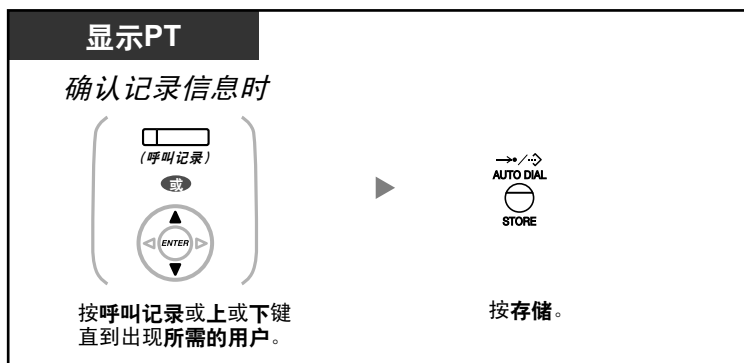 显示PT
确认记录信息时
(呼叫记录)
或
ENTER
按呼叫记录或上或下键
直到出现所需的用户。
AUTO DIAL
STORE
按存储。